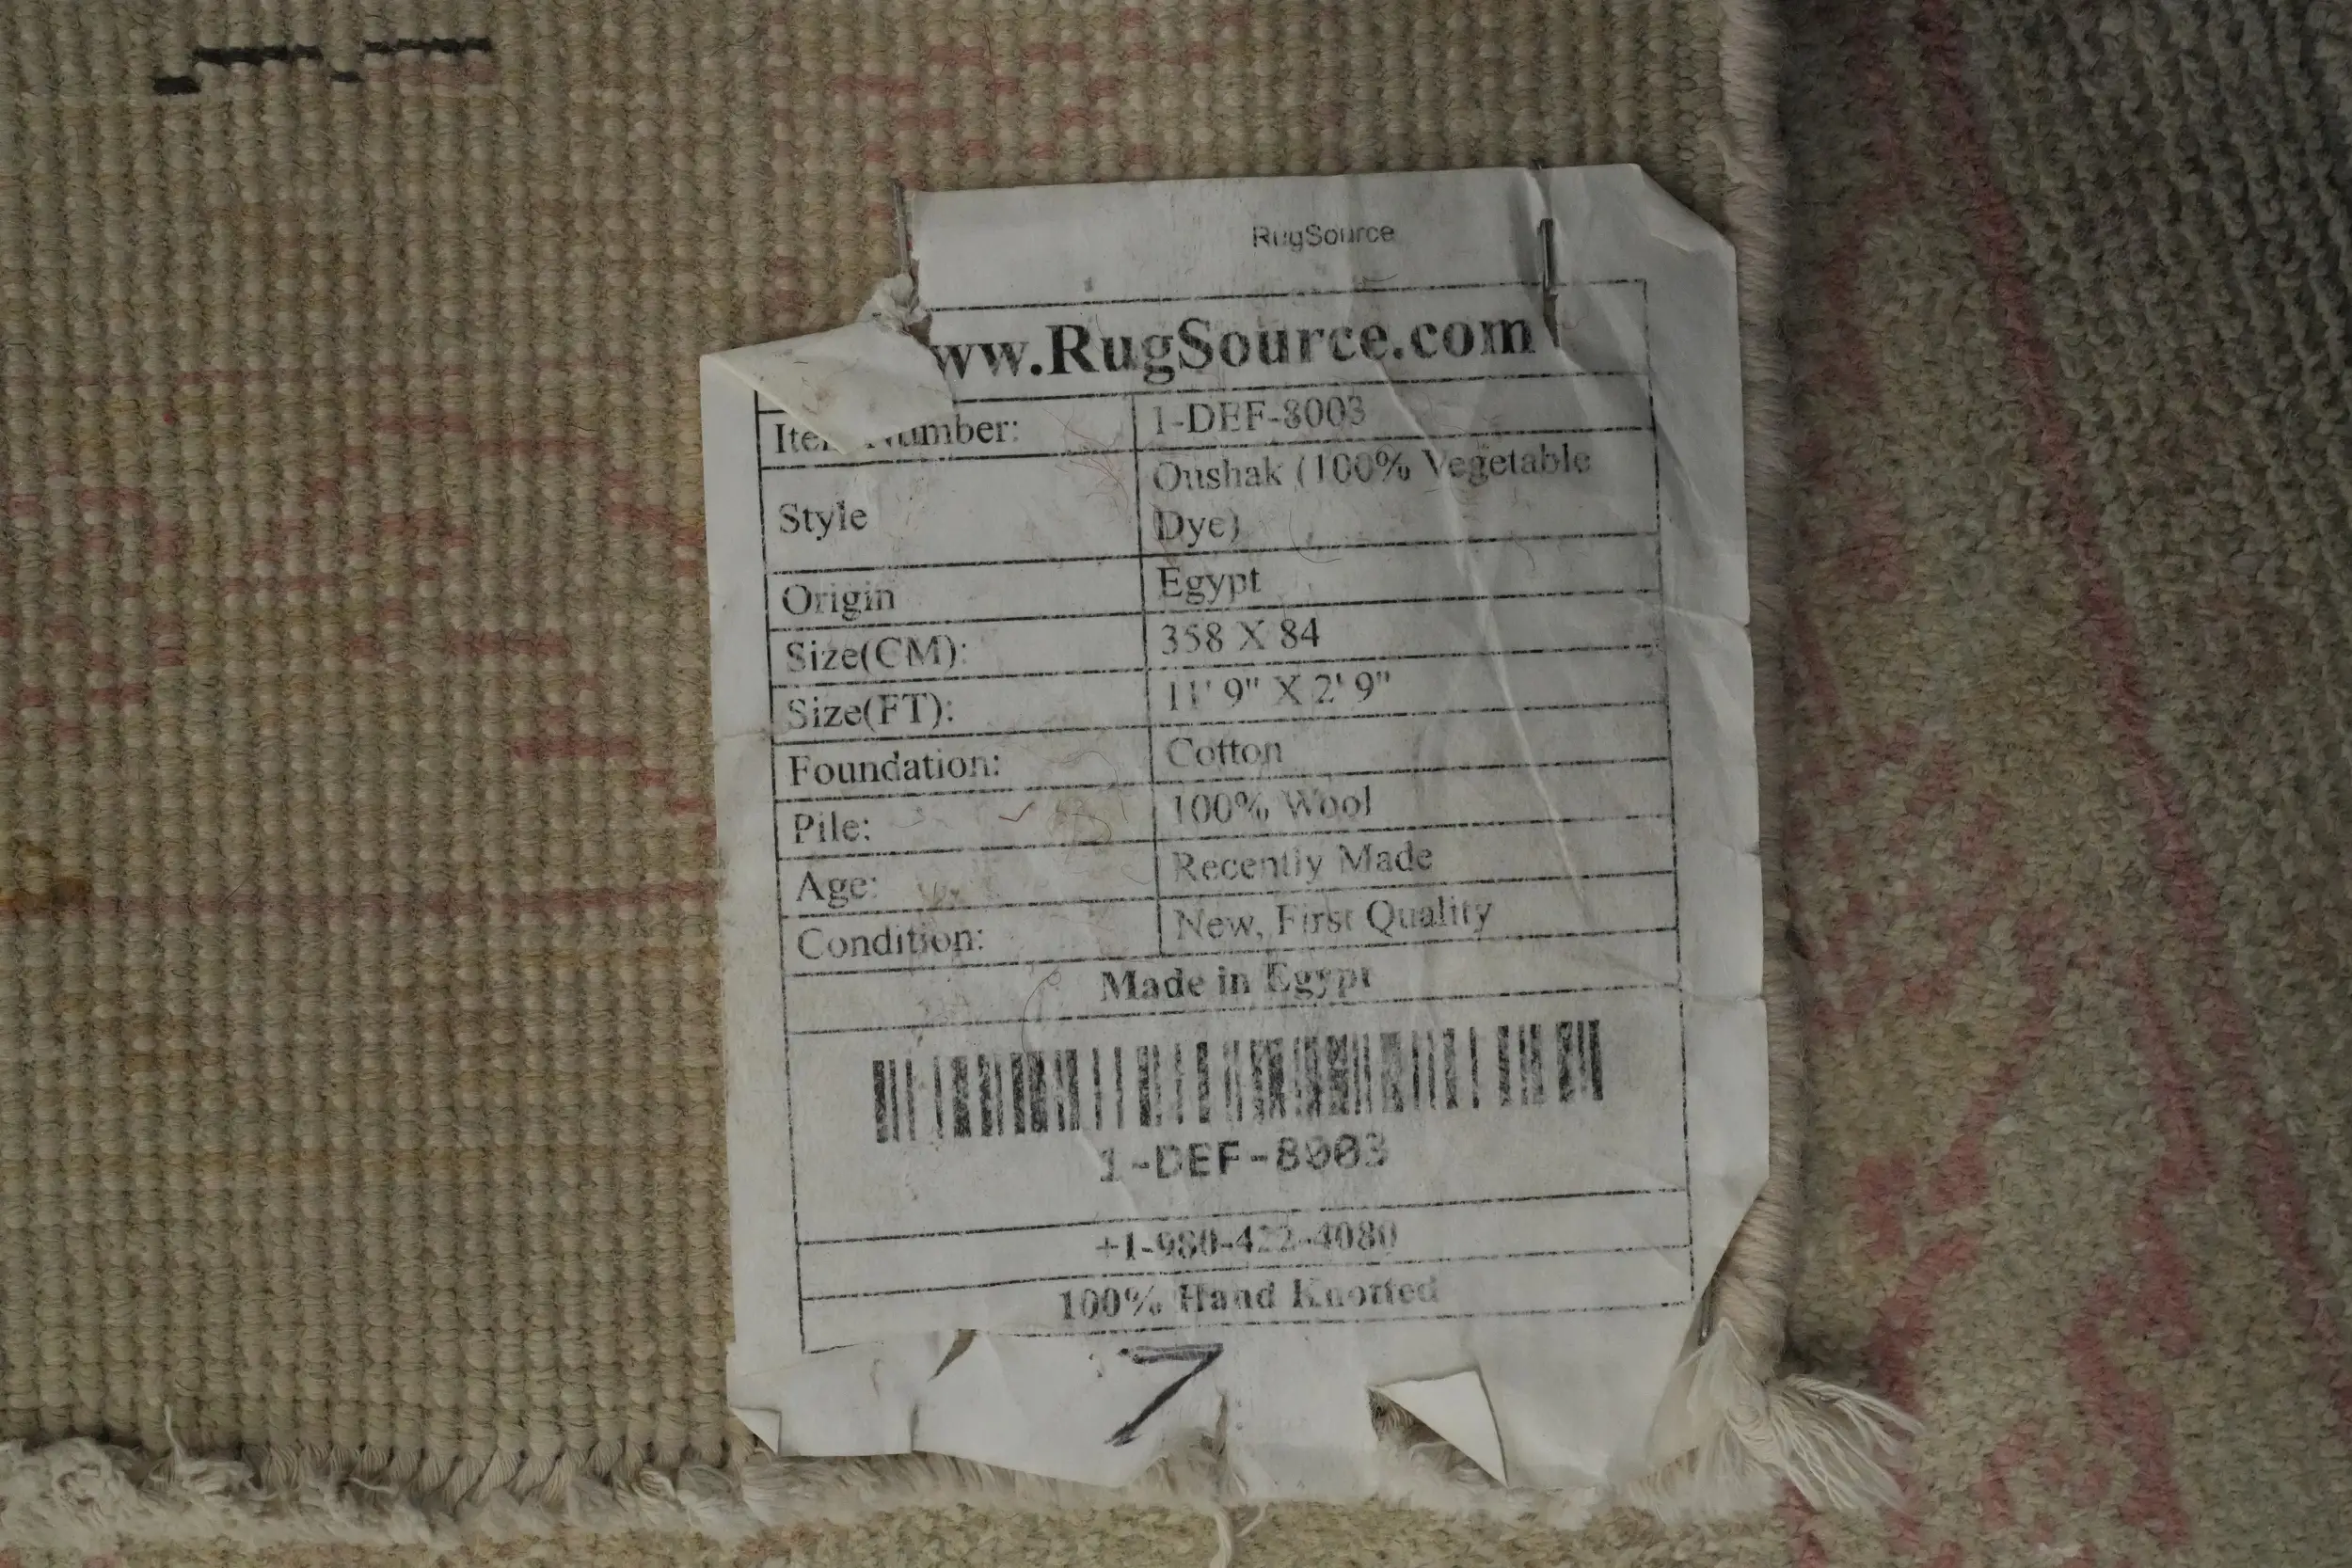 RugSource
ww.RugSource.com
Item Number: 1-DEF-8003
Style Oushak (100% Vegetable
Dye)
Origin Egypt
Size(CM): 358 X 84
Size(FT): 11' 9" X 2' 9"
Foundation: Cotton
Pile: 100% Wool
Age: Recently Made
Condition: New, First Quality
Made in Egypt
1-DEF-8003
+1-980-422-4080
100% Hand Knotted
7